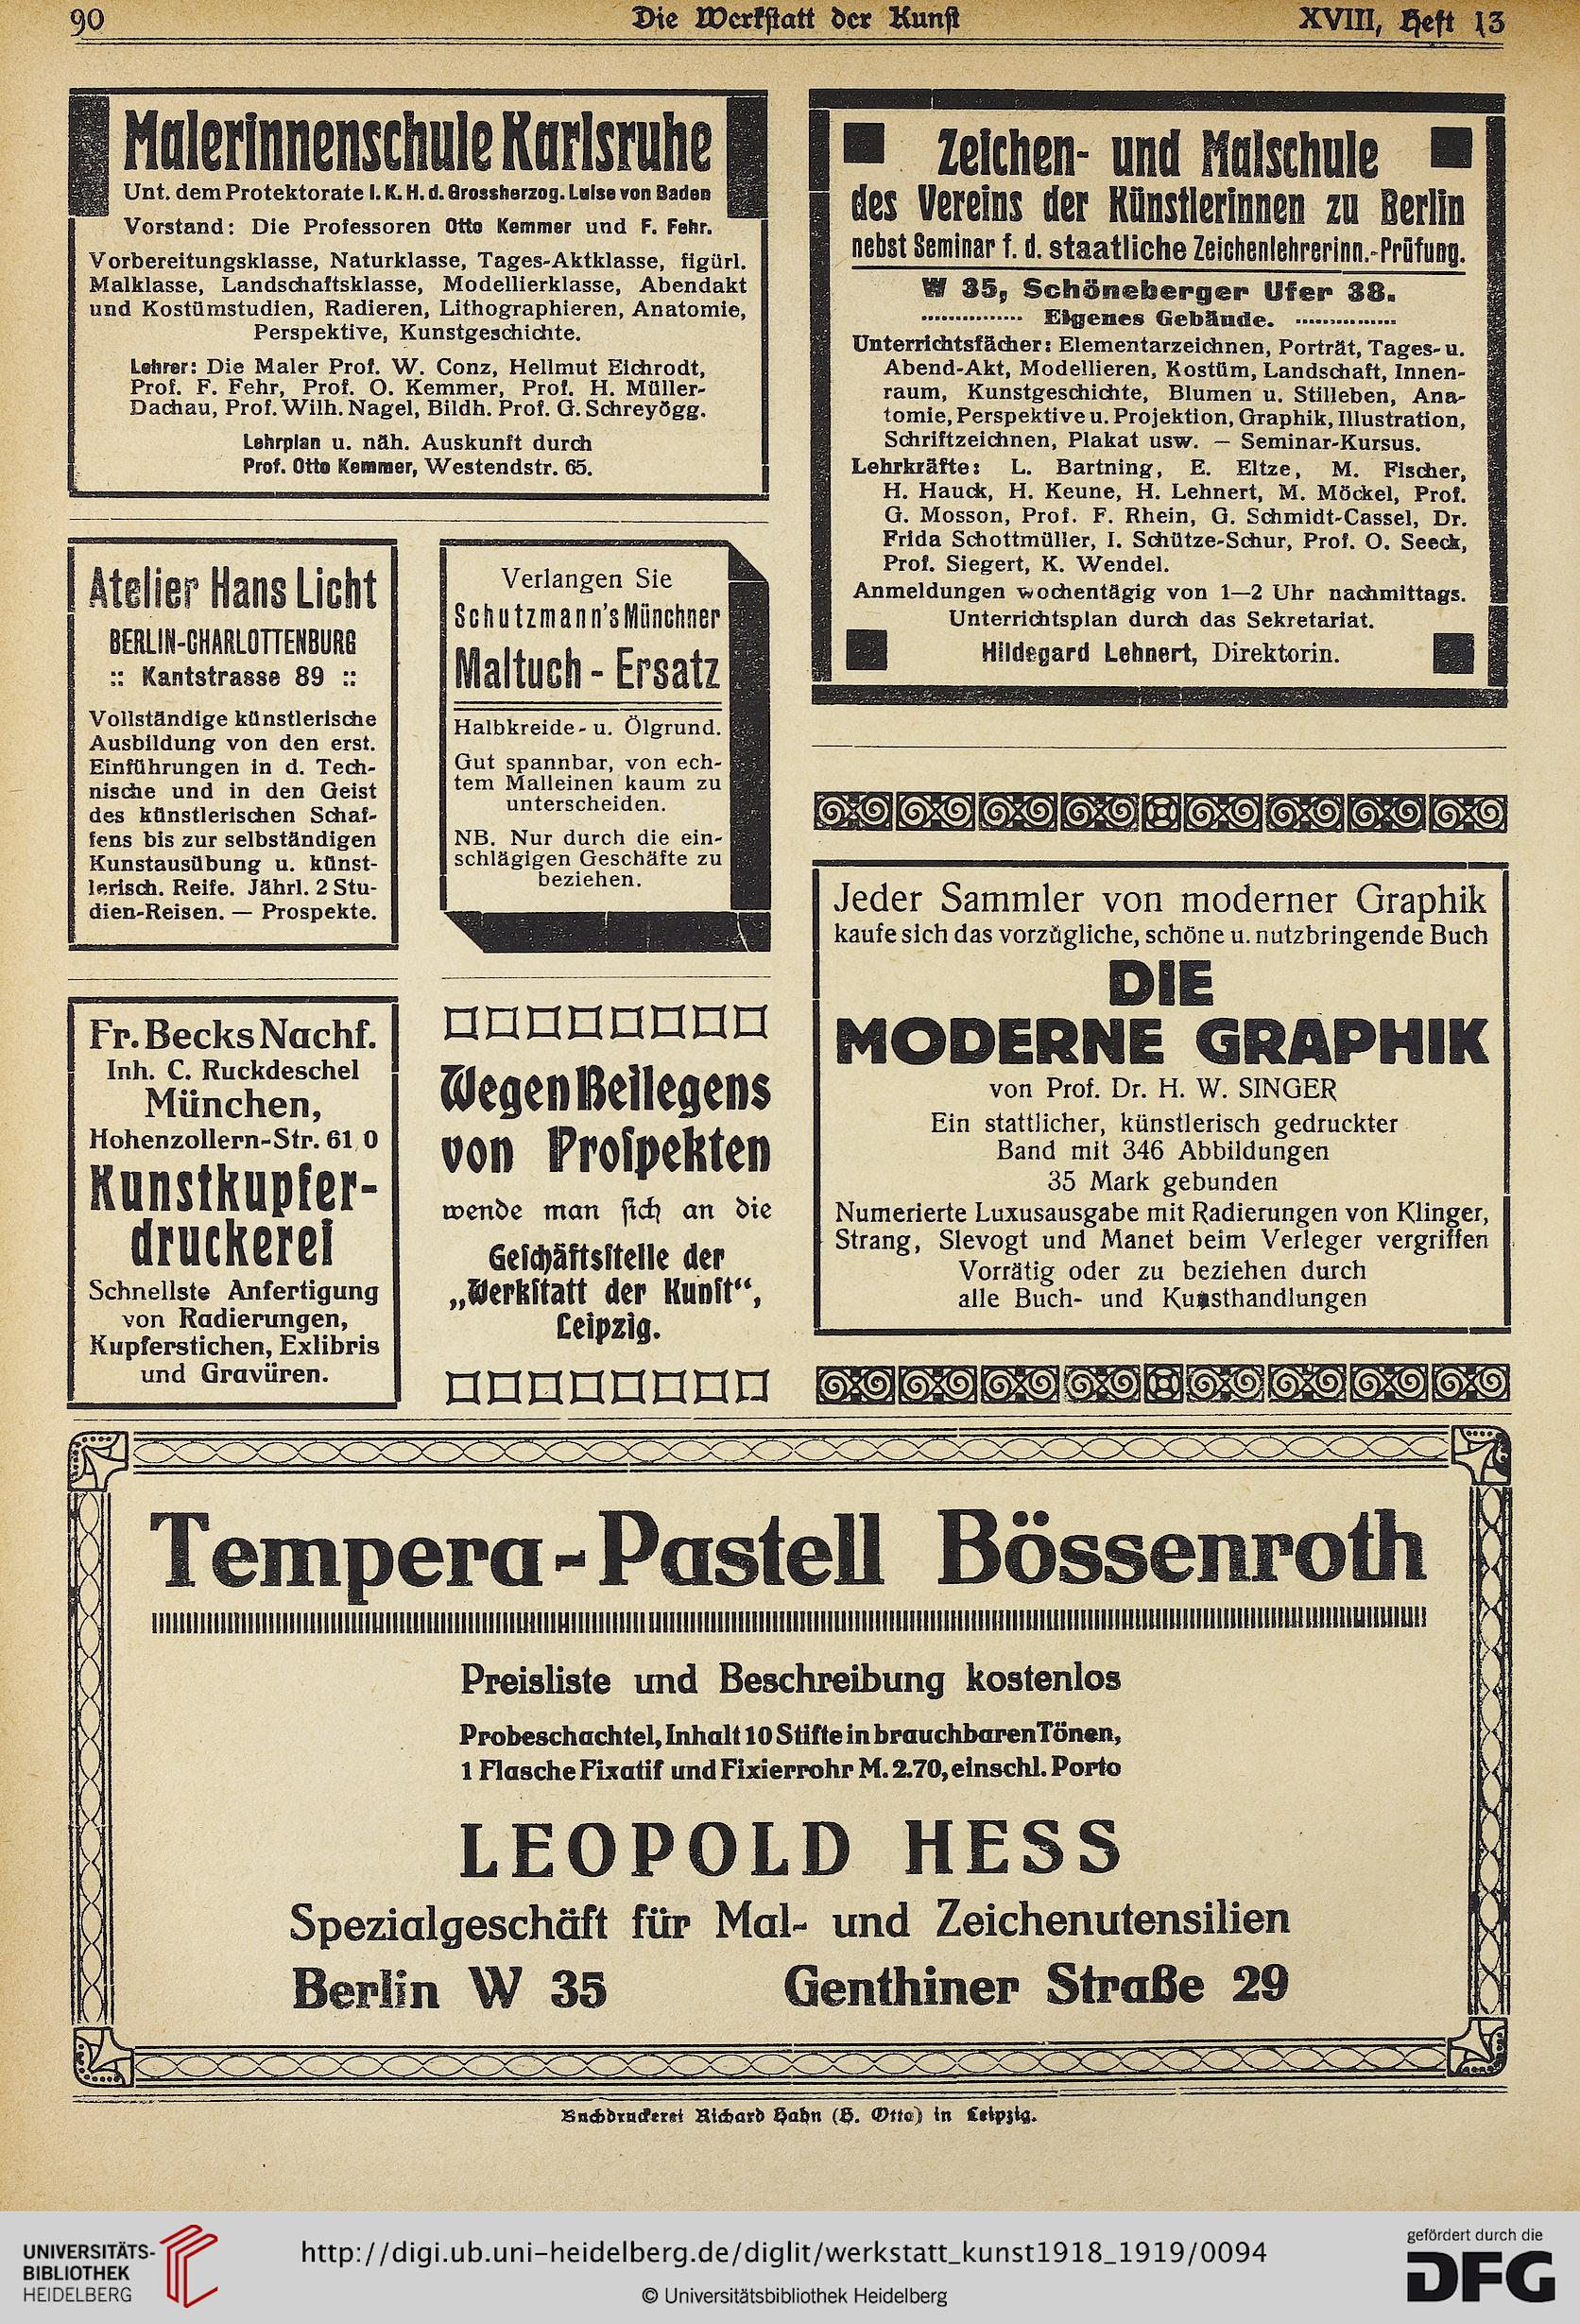 90
Die Werkstatt der Kunst
XVIII, Heft 13
Malerinnenschule Karlsruhe
Unt. dem Protektorate I. K. H. d. Grossherzog. Luise von Baden
Vorstand: Die Professoren Otto Kemmer und F. Fehr.
Vorbereitungsklasse, Naturklasse, Tages-Aktklasse, figürl.
Malklasse, Landschaftsklasse, Modellierklasse, Abendakt
und Kostümstudien, Radieren, Lithographieren, Anatomie,
Perspektive, Kunstgeschichte.
Lehrer: Die Maler Prof. W. Conz, Hellmut Eichrodt,
Prof. F. Fehr, Prof. O. Kemmer, Prof. H. Müller-
Dachau, Prof. Wilh. Nagel, Bildh. Prof. G. Schreyögg.
Lehrplan u. näh. Auskunft durch
Prof. Otto Kemmer, Westendstr. 65.
Zeichen- und Malschule
des Vereins der Künstlerinnen zu Berlin
nebst Seminar f. d. staatliche Zeichenlehrerinn.-Prüfung.
W 35, Schöneberger Ufer 38.
Eigenes Gebäude.
Unterrichtsfächer: Elementarzeichnen, Porträt, Tages- u.
Abend-Akt, Modellieren, Kostüm, Landschaft, Innen-
raum, Kunstgeschichte, Blumen u. Stilleben, Ana-
tomie, Perspektive u. Projektion, Graphik, Illustration,
Schriftzeichnen, Plakat usw. — Seminar-Kursus.
Lehrkräfte: L. Bartning, E. Eltze, M. Fischer,
H. Hauck, H. Keune, H. Lehnert, M. Möckel, Prof.
G. Mosson, Prof. F. Rhein, G. Schmidt-Cassel, Dr.
Frida Schottmüller, I. Schütze-Schur, Prof. O. Seeck,
Prof. Siegert, K. Wendel.
Anmeldungen wochentägig von 1—2 Uhr nachmittags.
Unterrichtsplan durch das Sekretariat.
Hildegard Lehnert, Direktorin.
Atelier Hans Licht
BERLIN-CHARLOTTENBURG
:: Kantstrasse 89 ::
Vollständige künstlerische
Ausbildung von den erst.
Einführungen in d. Tech-
nische und in den Geist
des künstlerischen Schaf-
fens bis zur selbständigen
Kunstausübung u. künst-
lerisch. Reife. Jährl. 2 Stu-
dien-Reisen. — Prospekte.
Verlangen Sie
Schutzmann's Münchner
Maltuch - Ersatz
Halbkreide- u. Ölgrund.
Gut spannbar, von ech-
tem Malleinen kaum zu
unterscheiden.
NB. Nur durch die ein-
schlägigen Geschäfte zu
beziehen.
Fr. Becks Nachf.
Inh. C. Ruckdeschel
München,
Hohenzollern-Str. 61 0
Kunstkupfer-
druckerei
Schnellste Anfertigung
von Radierungen,
Kupferstichen, Exlibris
und Gravüren.
Wegen Beilegens
von Prospekten
wende man sich an die
Geschäftsstelle der
„Werkstatt der Kunst“,
Leipzig.
Jeder Sammler von moderner Graphik
kaufe sich das vorzügliche, schöne u. nutzbringende Buch
DIE
MODERNE GRAPHIK
von Prof. Dr. H. W. SINGER
Ein stattlicher, künstlerisch gedruckter
Band mit 346 Abbildungen
35 Mark gebunden
Numerierte Luxusausgabe mit Radierungen von Klinger,
Strang, Slevogt und Manet beim Verleger vergriffen
Vorrätig oder zu beziehen durch
alle Buch- und Kunsthandlungen
Tempera-Pastell Bössenroth
Preisliste und Beschreibung kostenlos
Probeschachtel, Inhalt 10 Stifte in brauchbaren Tönen,
1 Flasche Fixatif und Fixierrohr M. 2.70, einschl. Porto
LEOPOLD HESS
Spezialgeschäft für Mal- und Zeichenutensilien
Berlin W 35 Genthiner Straße 29
Buchdruckerei Richard Hahn (H. Otto) in Leipzig.
UNIVERSITÄTS-
BIBLIOTHEK
HEIDELBERG
http://digi.ub.uni-heidelberg.de/diglit/werkstatt_kunst1918_1919/0094
© Universitätsbibliothek Heidelberg
gefördert durch die
DFG